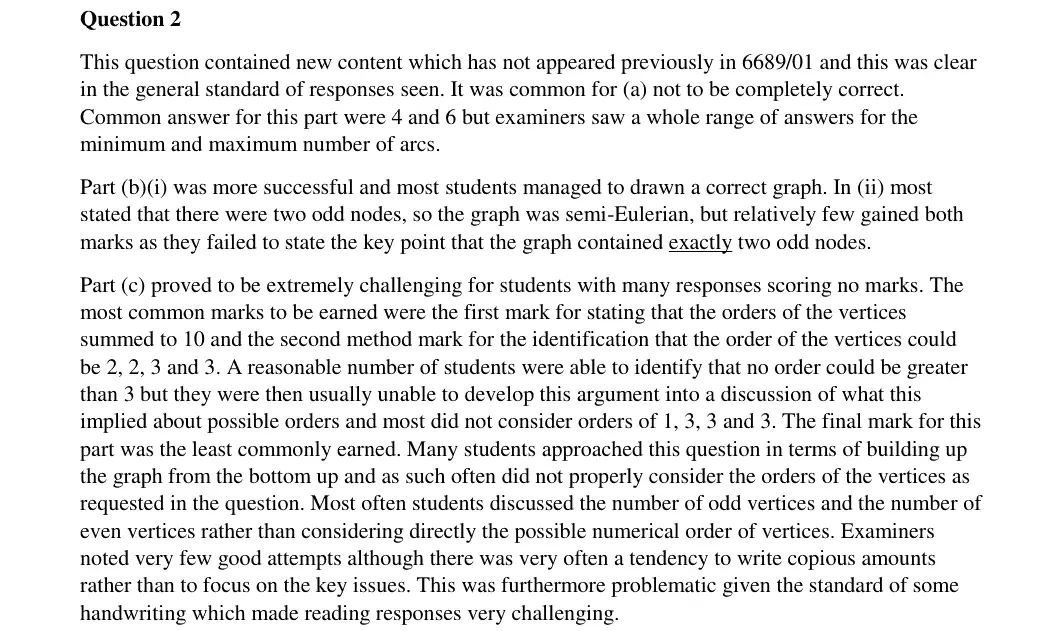 Question 2
This question contained new content which has not appeared previously in 6689/01 and this was clear
in the general standard of responses seen. It was common for (a) not to be completely correct.
Common answer for this part were 4 and 6 but examiners saw a whole range of answers for the
minimum and maximum number of arcs.
Part (b)(i) was more successful and most students managed to drawn a correct graph. In (ii) most
stated that there were two odd nodes, so the graph was semi-Eulerian, but relatively few gained both
marks as they failed to state the key point that the graph contained exactly two odd nodes.
Part (c) proved to be extremely challenging for students with many responses scoring no marks. The
most common marks to be earned were the first mark for stating that the orders of the vertices
summed to 10 and the second method mark for the identification that the order of the vertices could
be 2, 2, 3 and 3. A reasonable number of students were able to identify that no order could be greater
than 3 but they were then usually unable to develop this argument into a discussion of what this
implied about possible orders and most did not consider orders of 1, 3, 3 and 3. The final mark for this
part was the least commonly earned. Many students approached this question in terms of building up
the graph from the bottom up and as such often did not properly consider the orders of the vertices as
requested in the question. Most often students discussed the number of odd vertices and the number of
even vertices rather than considering directly the possible numerical order of vertices. Examiners
noted very few good attempts although there was very often a tendency to write copious amounts
rather than to focus on the key issues. This was furthermore problematic given the standard of some
handwriting which made reading responses very challenging.